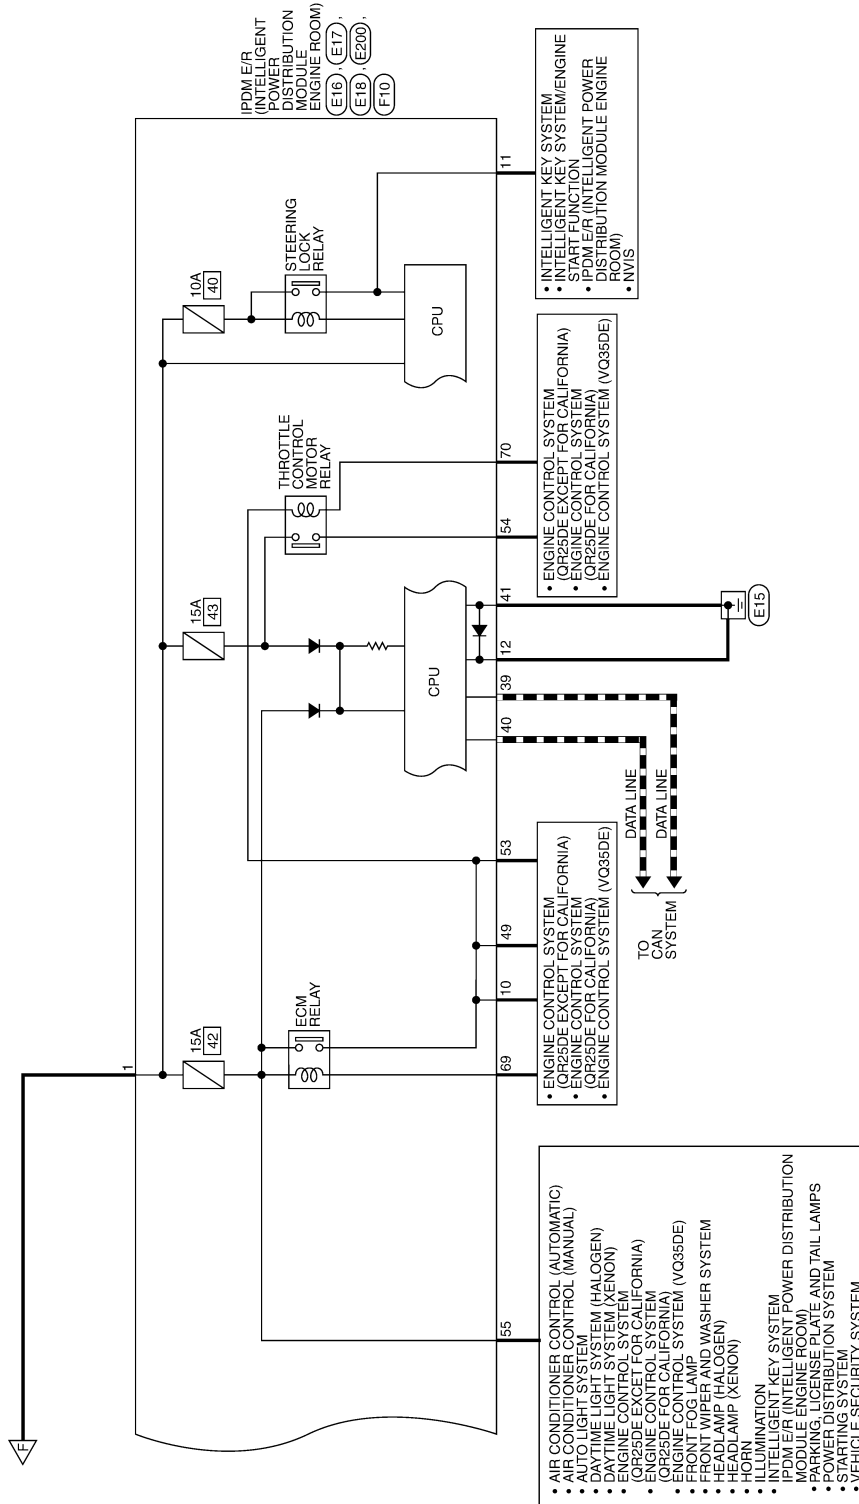 F
1
IPDM E/R
(INTELLIGENT
POWER
DISTRIBUTION
MODULE
ENGINE ROOM)
E16 , E17 ,
E18 , E200 ,
F10
15A
42
ECM
RELAY
15A
43
THROTTLE
CONTROL
MOTOR
RELAY
10A
40
STEERING
LOCK
RELAY
CPU
CPU
55
69
10
49
53
40
39
12
41
54
70
11
• AIR CONDITIONER CONTROL (AUTOMATIC)
• AIR CONDITIONER CONTROL (MANUAL)
• AUTO LIGHT SYSTEM
• DAYTIME LIGHT SYSTEM (HALOGEN)
• DAYTIME LIGHT SYSTEM (XENON)
• ENGINE CONTROL SYSTEM
(QR25DE EXCET FOR CALIFORNIA)
• ENGINE CONTROL SYSTEM
(QR25DE FOR CALIFORNIA)
• ENGINE CONTROL SYSTEM (VQ35DE)
• FRONT FOG LAMP
• FRONT WIPER AND WASHER SYSTEM
• HEADLAMP (HALOGEN)
• HEADLAMP (XENON)
• HORN
• ILLUMINATION
• INTELLIGENT KEY SYSTEM
• IPDM E/R (INTELLIGENT POWER DISTRIBUTION
MODULE ENGINE ROOM)
• PARKING, LICENSE PLATE AND TAIL LAMPS
• POWER DISTRIBUTION SYSTEM
• STARTING SYSTEM
• VEHICLE SECURITY SYSTEM
• ENGINE CONTROL SYSTEM
(QR25DE EXCEPT FOR CALIFORNIA)
• ENGINE CONTROL SYSTEM
(QR25DE FOR CALIFORNIA)
• ENGINE CONTROL SYSTEM (VQ35DE)
DATA LINE
DATA LINE
TO
CAN
SYSTEM
E15
• ENGINE CONTROL SYSTEM
(QR25DE EXCEPT FOR CALIFORNIA)
• ENGINE CONTROL SYSTEM
(QR25DE FOR CALIFORNIA)
• ENGINE CONTROL SYSTEM (VQ35DE)
• INTELLIGENT KEY SYSTEM
• INTELLIGENT KEY SYSTEM/ENGINE
START FUNCTION
• IPDM E/R (INTELLIGENT POWER
DISTRIBUTION MODULE ENGINE
ROOM)
• NVIS